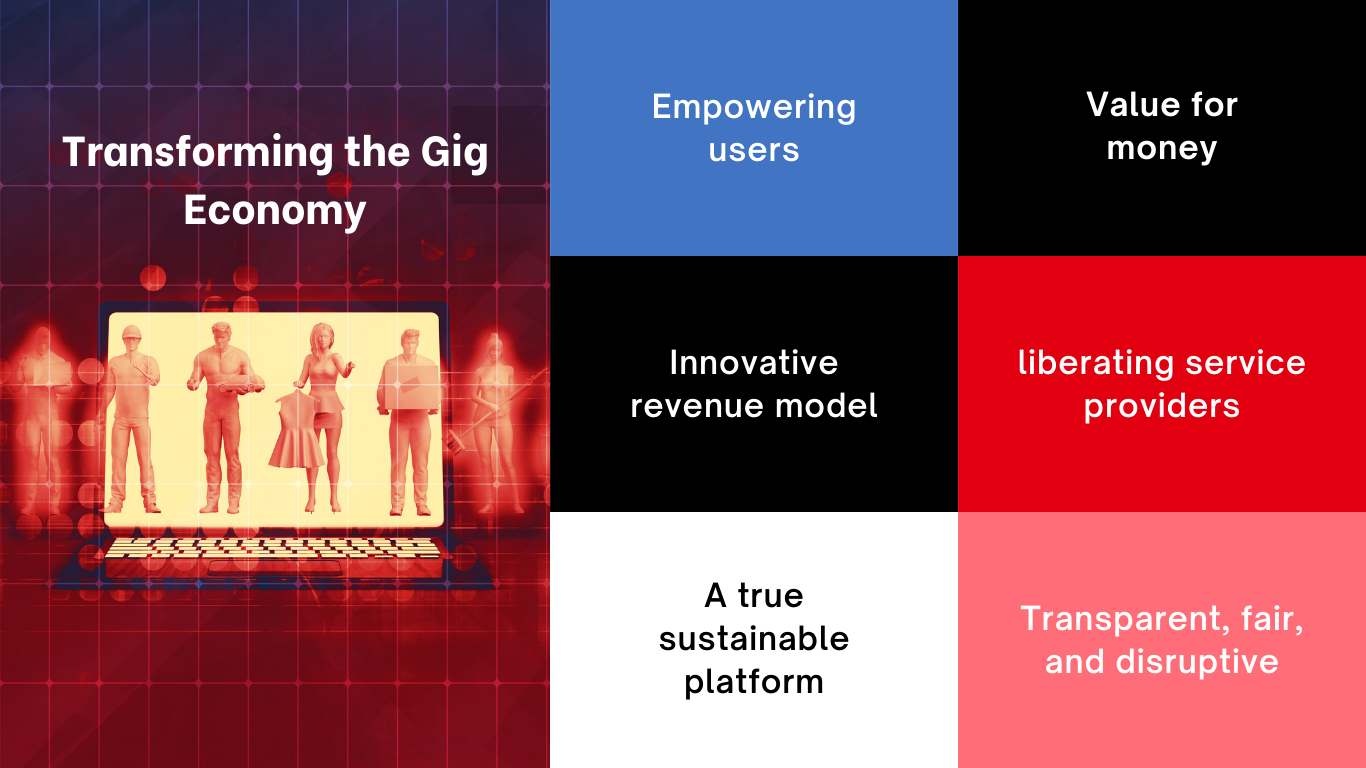 Transforming the Gig
Economy
Empowering
users
Value for
money
Innovative
revenue model
liberating service
providers
A true
sustainable
platform
Transparent, fair,
and disruptive